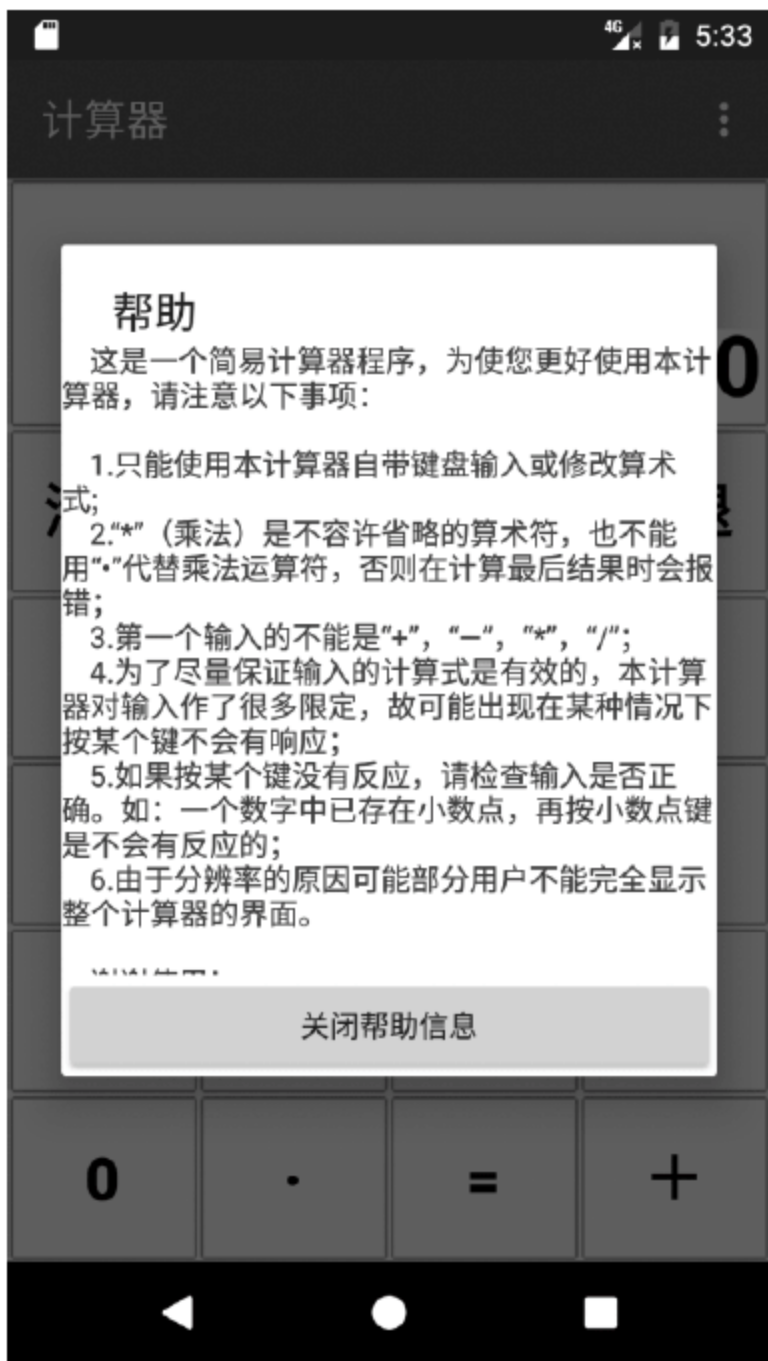 4G 5:33
计算器
0
帮助
这是一个简易计算器程序，为使您更好使用本计
算器，请注意以下事项：
1.只能使用本计算器自带键盘输入或修改算术
式;
2.“*”（乘法）是不容许省略的算术符，也不能
用“·”代替乘法运算符，否则在计算最后结果时会报
错；
3.第一个输入的不能是“+”，“—”，“*”，“/”；
4.为了尽量保证输入的计算式是有效的，本计算
器对输入作了很多限定，故可能出现在某种情况下
按某个键不会有响应；
5.如果按某个键没有反应，请检查输入是否正
确。如：一个数字中已存在小数点，再按小数点键
是不会有反应的；
6.由于分辨率的原因可能部分用户不能完全显示
整个计算器的界面。
关闭帮助信息
0 · = +